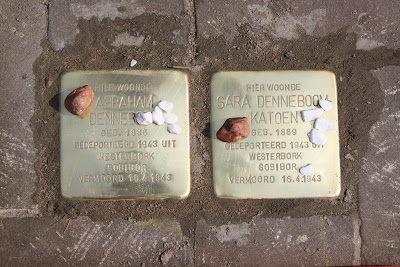 HIER WOONDE
ABRAHAM
DENNE
GEB.
GEDEPORTEERD 1943 UIT
WESTERBORK
SOBIBOR
VERMOORD 16.4.1943
HIER WOONDE
SARA DENNEBOOM
KATOEN
GEB. 1889
GEDEPORTEERD 1943 UIT
WESTERBORK
SOBIBOR
VERMOORD 16.4.1943